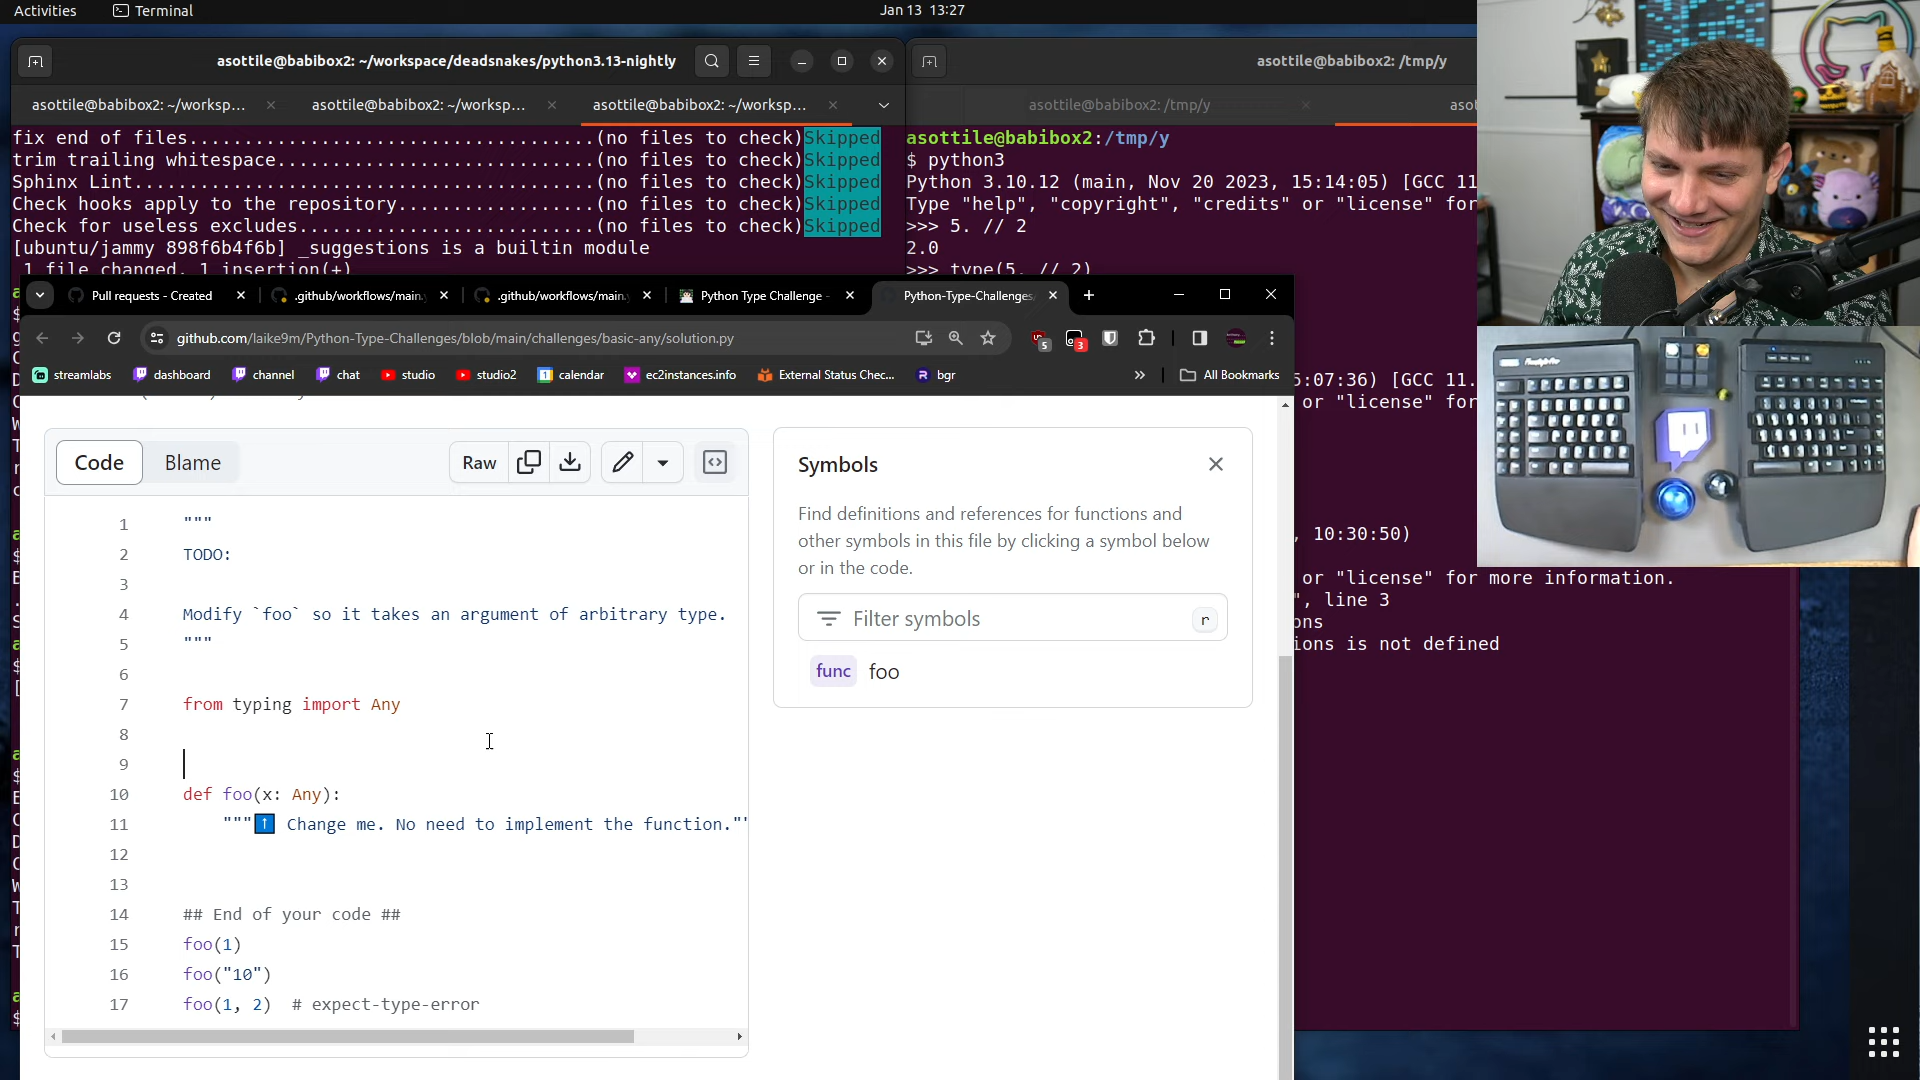 Activities
Terminal
Jan 13 13:27
asottile@babibox2: ~/workspace/deadsnakes/python3.13-nightly
asottile@babibox2: /tmp/y
asottile@babibox2: ~/worksp...
asottile@babibox2: ~/worksp...
asottile@babibox2: ~/worksp...
asottile@babibox2: /tmp/y
asot
fix end of files..................................(no files to check)Skipped
trim trailing whitespace..........................(no files to check)Skipped
Sphinx Lint.......................................(no files to check)Skipped
Check hooks apply to the repository...............(no files to check)Skipped
Check for useless excludes........................(no files to check)Skipped
[ubuntu/jammy 898f6b4f6b] _suggestions is a builtin module
1 file changed, 1 insertion(+)
asottile@babibox2:/tmp/y
$ python3
Python 3.10.12 (main, Nov 20 2023, 15:14:05) [GCC 11
Type "help", "copyright", "credits" or "license" for
>>> 5. // 2
2.0
>>> type(5. // 2)
5:07:36) [GCC 11.
or "license" for
, 10:30:50)
or "license" for more information.
", line 3
ons
ions is not defined
Pull requests - Created
.github/workflows/main.
.github/workflows/main.
Python Type Challenge -
Python-Type-Challenges
github.com/laike9m/Python-Type-Challenges/blob/main/challenges/basic-any/solution.py
5
3
streamlabs
dashboard
channel
chat
studio
studio2
calendar
ec2instances.info
External Status Chec...
bgr
»
All Bookmarks
Code
Blame
Raw
1 """
2 TODO:
3
4 Modify `foo` so it takes an argument of arbitrary type.
5 """
6
7 from typing import Any
8
9
10 def foo(x: Any):
11 """⬆️ Change me. No need to implement the function."'
12
13
14 ## End of your code ##
15 foo(1)
16 foo("10")
17 foo(1, 2) # expect-type-error
Symbols
Find definitions and references for functions and
other symbols in this file by clicking a symbol below
or in the code.
Filter symbols
r
func foo